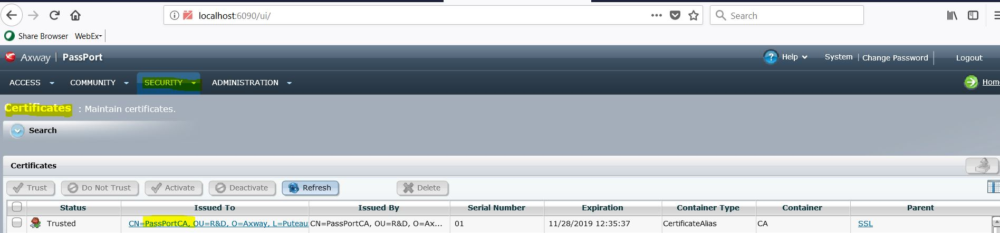 localhost:6090/ui/ Search
Share Browser WebEx
Axway | PassPort Help System | Change Password Logout
ACCESS COMMUNITY SECURITY ADMINISTRATION
Certificates : Maintain certificates.
Search
Certificates
Trust Do Not Trust Activate Deactivate Refresh Delete
Status Issued To Issued By Serial Number Expiration Container Type Container Parent
Trusted CN=PassPortCA, OU=R&D, O=Axway, L=Puteau CN=PassPortCA, OU=R&D, O=Ax... 01 11/28/2019 12:35:37 CertificateAlias CA SSL